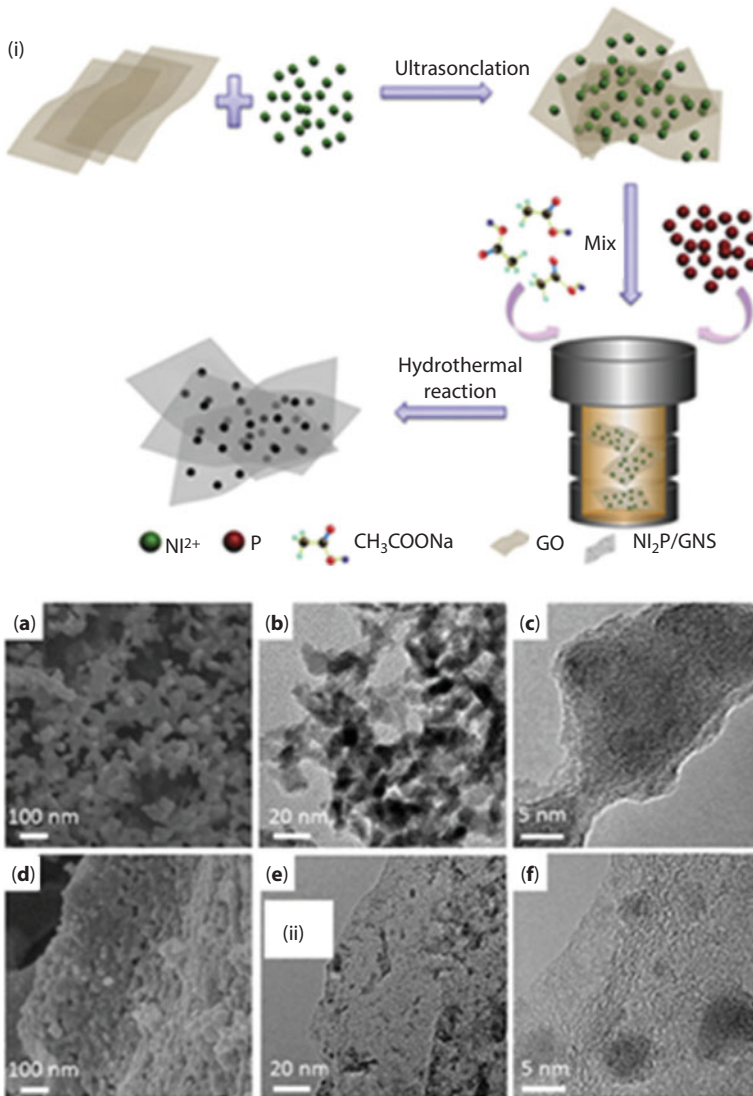 (i)
Ultrasonclation
Mix
Hydrothermal
reaction
NI²⁺
P
CH₃COONa
GO
NI₂P/GNS
(a)
100 nm
(b)
20 nm
(c)
5 nm
(d)
100 nm
(e)
(ii)
20 nm
(f)
5 nm